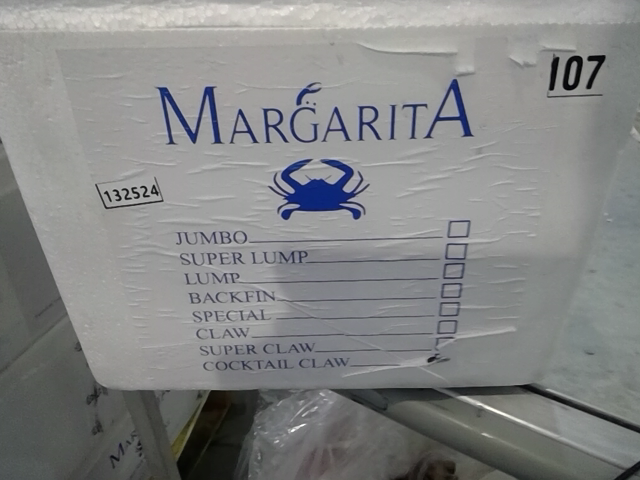 107
MARGARITA
132524
JUMBO
SUPER LUMP
LUMP
BACKFIN
SPECIAL
CLAW
SUPER CLAW
COCKTAIL CLAW